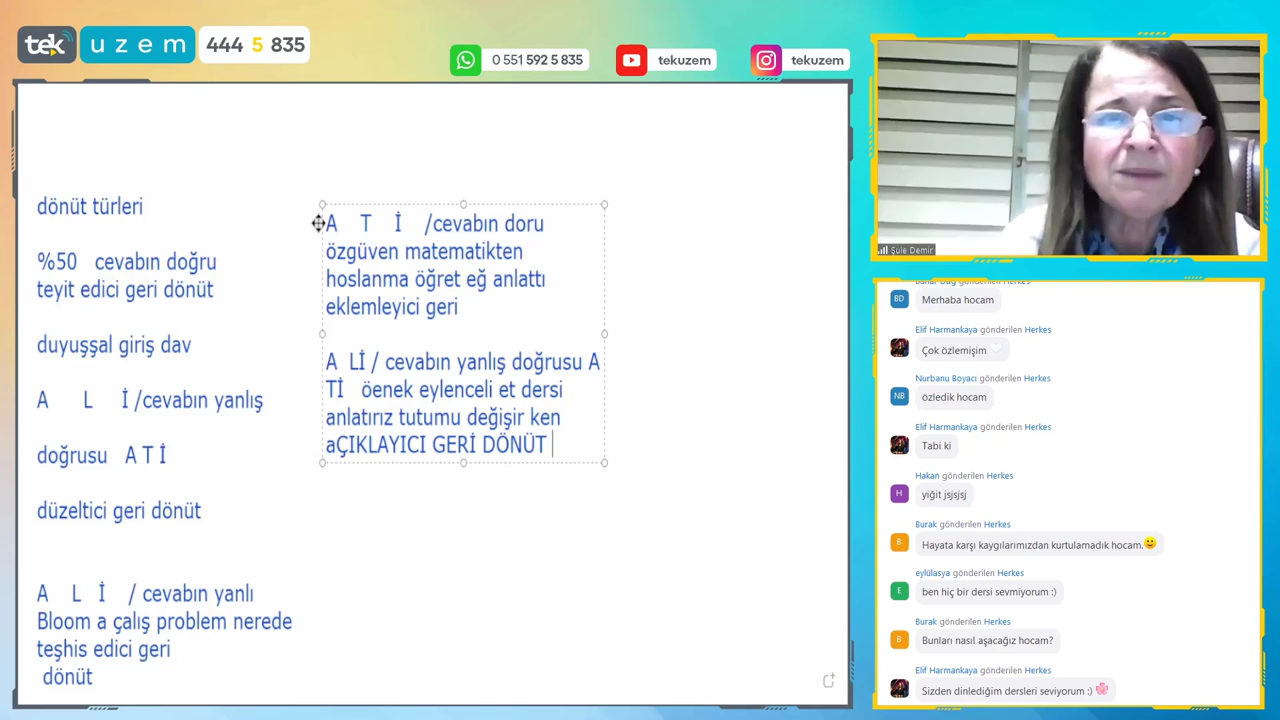 tek
uzem
444 5 835
0 551 592 5 835
tekuzem
tekuzem
dönüt türleri
%50 cevabın doğru
teyit edici geri dönüt
duyuşşal giriş dav
A L İ /cevabın yanlış
doğrusu A T İ
düzeltici geri dönüt
A L İ / cevabın yanlı
Bloom a çalış problem nerede
teşhis edici geri
dönüt
A T İ /cevabın doru
özgüven matematikten
hoslanma öğret eğ anlattı
eklemleyici geri
A Lİ / cevabın yanlış doğrusu A
Tİ öenek eylenceli et dersi
anlatırız tutumu değişir ken
aÇIKLAYICI GERİ DÖNÜT
Şule Demir
gönderilen Herkes
BD
Merhaba hocam
Elif Harmankaya gönderilen Herkes
Çok özlemişim
Nurbanu Boyacı gönderilen Herkes
NB
özledik hocam
Elif Harmankaya gönderilen Herkes
Tabi ki
Hakan gönderilen Herkes
H
yiğit jsjsjsj
Burak gönderilen Herkes
B
Hayata karşı kaygılarımızdan kurtulamadık hocam.
eylülasya gönderilen Herkes
E
ben hiç bir dersi sevmiyorum :)
Burak gönderilen Herkes
B
Bunları nasıl aşacağız hocam?
Elif Harmankaya gönderilen Herkes
Sizden dinlediğim dersleri seviyorum :)